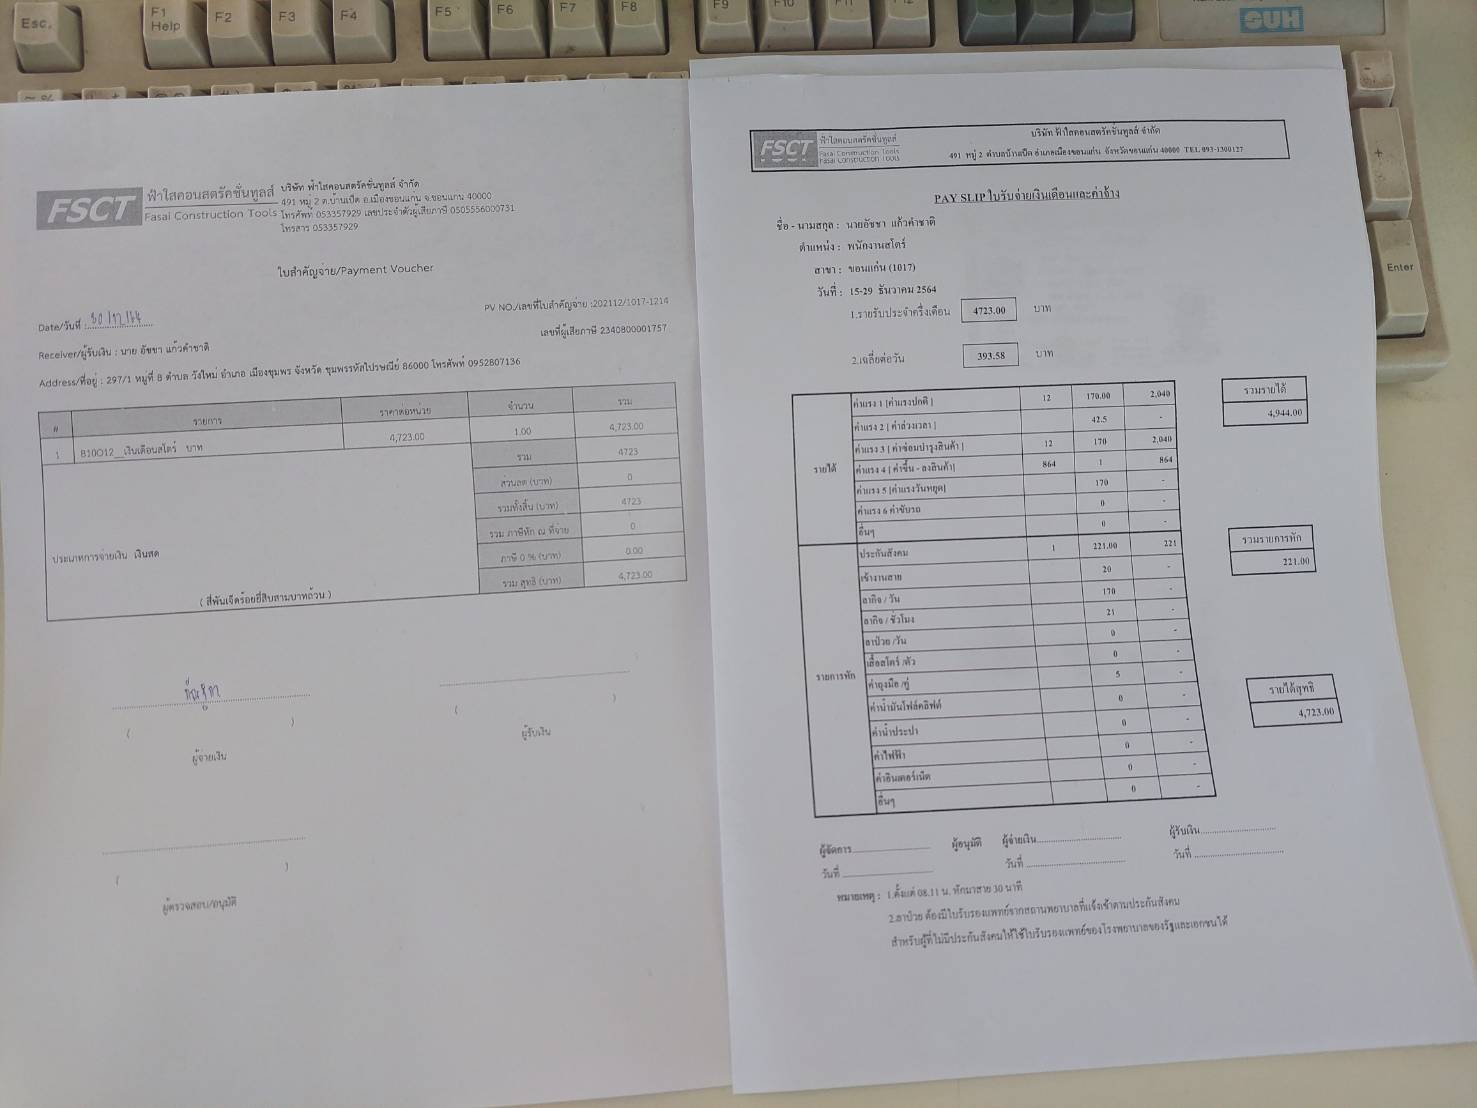 Esc.
F1
Help
F2
F3
F4
F5
F6
F7
F8
F9
F10
F11
F12
SUH
Enter
FSCT
ฟ้าใสคอนสตรัคชั่นทูลส์
Fasai Construction Tools
บริษัท ฟ้าใสคอนสตรัคชั่นทูลส์ จำกัด
491 หมู่ 2 ต.บ้านเป็ด อ.เมืองขอนแก่น จ.ขอนแก่น 40000
โทรศัพท์ 053357929 เลขประจำตัวผู้เสียภาษี 0505556000731
โทรสาร 053357929
ใบสำคัญจ่าย/Payment Voucher
PV NO./เลขที่ใบสำคัญจ่าย :202112/1017-1214
Date/วันที่ : 30/12/64
เลขที่ผู้เสียภาษี 2340800001757
Receiver/ผู้รับเงิน : นาย อัชชา แก้วคำชาติ
Address/ที่อยู่ : 297/1 หมู่ที่ 8 ตำบล วังใหม่ อำเภอ เมืองชุมพร จังหวัด ชุมพรรหัสไปรษณีย์ 86000 โทรศัพท์ 0952807136
# รายการ ราคาต่อหน่วย จำนวน รวม
1 810012__เงินเดือนสโตร์ บาท 4,723.00 1.00 4,723.00
รวม 4723
ส่วนลด (บาท) 0
รวมทั้งสิ้น (บาท) 4723
รวม ภาษีหัก ณ ที่จ่าย 0
ประเภทการจ่ายเงิน เงินสด
ภาษี 0 % (บาท) 0.00
( สี่พันเจ็ดร้อยยี่สิบสามบาทถ้วน )
รวม สุทธิ (บาท) 4,723.00
( )
ผู้จ่ายเงิน
( )
ผู้รับเงิน
( )
ผู้ตรวจสอบ/อนุมัติ
FSCT
ฟ้าใสคอนสตรัคชั่นทูลส์
Fasai Construction Tools
บริษัท ฟ้าใสคอนสตรัคชั่นทูลส์ จำกัด
491 หมู่ 2 ตำบลบ้านเป็ด อำเภอเมืองขอนแก่น จังหวัดขอนแก่น 40000 TEL 093-1300127
PAY SLIP ใบรับจ่ายเงินเดือนและค่าจ้าง
ชื่อ - นามสกุล : นายอัชชา แก้วคำชาติ
ตำแหน่ง : พนักงานสโตร์
สาขา : ขอนแก่น (1017)
วันที่ : 15-29 ธันวาคม 2564
1.รายรับประจำครึ่งเดือน 4723.00 บาท
2.เฉลี่ยต่อวัน 393.58 บาท
รายได้
ค่าแรง 1 [ค่าแรงปกติ] 12 170.00 2,040
ค่าแรง 2 [ ค่าล่วงเวลา] 42.5 -
ค่าแรง 3 [ ค่าซ่อมบำรุงสินค้า] 12 170 2,040
ค่าแรง 4 [ ค่าขึ้น - ลงสินค้า] 864 1 864
ค่าแรง 5 [ค่าแรงวันหยุด] 170 -
ค่าแรง 6 ค่าขับรถ 0 -
อื่นๆ 0 -
รายการหัก
ประกันสังคม 1 221.00 221
เข้างานสาย 20 -
ลากิจ / วัน 170 -
ลากิจ / ชั่วโมง 21 -
ลาป่วย /วัน 0 -
เสื้อสโตร์ /ตัว 0 -
ค่าถุงมือ /คู่ 5 -
ค่าน้ำมันโฟล์คลิฟต์ 0 -
ค่าน้ำประปา 0 -
ค่าไฟฟ้า 0 -
ค่าอินเตอร์เน็ต 0 -
อื่นๆ 0 -
รวมรายได้
4,944.00
รวมรายการหัก
221.00
รายได้สุทธิ
4,723.00
ผู้จัดการ ผู้อนุมัติ ผู้จ่ายเงิน ผู้รับเงิน
วันที่ วันที่ วันที่
หมายเหตุ : 1.ตั้งแต่ 08.11 น. หักมาสาย 30 นาที
2.ลาป่วย ต้องมีใบรับรองแพทย์จากสถานพยาบาลที่แจ้งเข้าตามประกันสังคม
สำหรับผู้ที่ไม่มีประกันสังคมให้ใช้ใบรับรองแพทย์ของโรงพยาบาลของรัฐและเอกชนได้